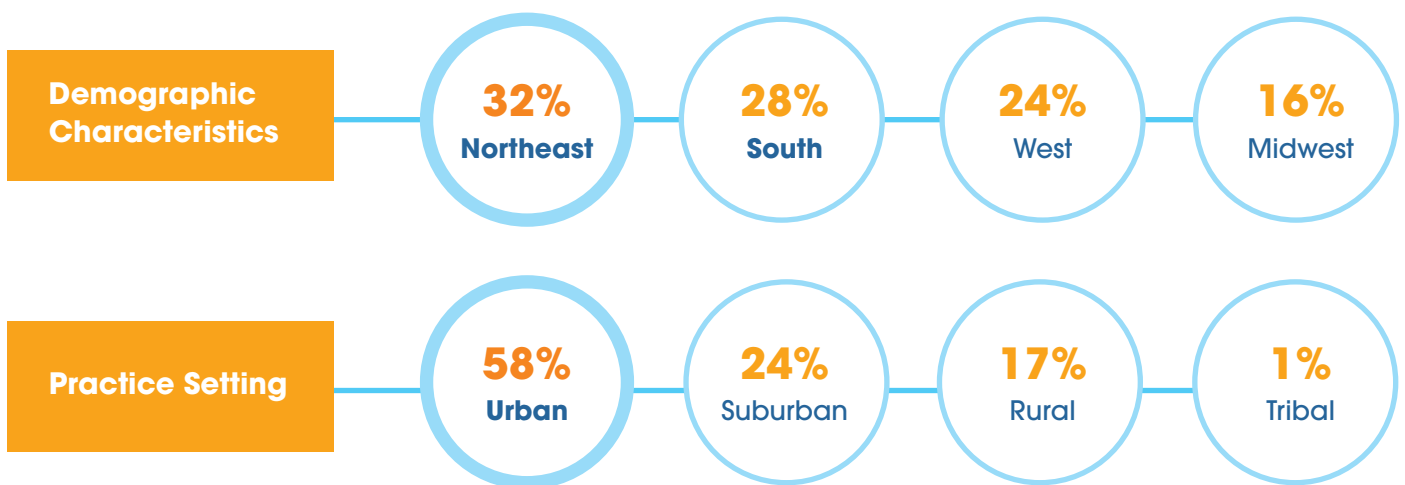 Demographic
Characteristics
32%
Northeast
28%
South
24%
West
16%
Midwest
Practice Setting
58%
Urban
24%
Suburban
17%
Rural
1%
Tribal